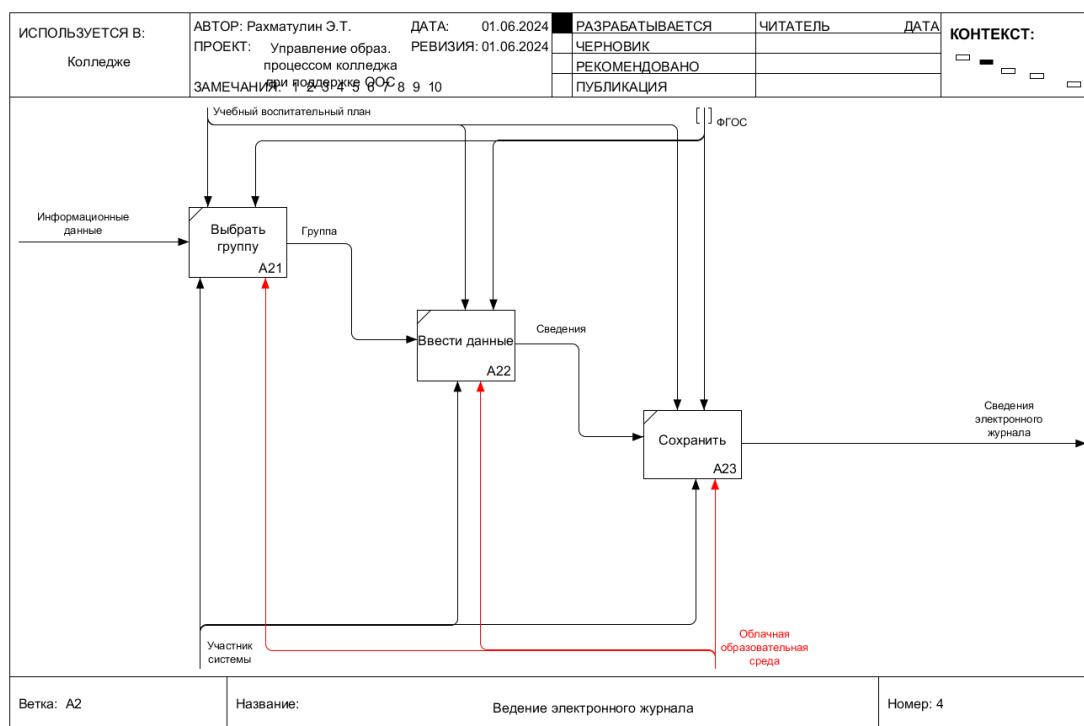 ИСПОЛЬЗУЕТСЯ В:
Колледже
АВТОР: Рахматулин Э.Т.
ДАТА: 01.06.2024
ПРОЕКТ: Управление образ.
процессом колледжа
при поддержке ООС
РЕВИЗИЯ: 01.06.2024
ЗАМЕЧАНИЯ: 1 2 3 4 5 6 7 8 9 10
РАЗРАБАТЫВАЕТСЯ
ЧЕРНОВИК
РЕКОМЕНДОВАНО
ПУБЛИКАЦИЯ
ЧИТАТЕЛЬ ДАТА
КОНТЕКСТ:
Учебный воспитательный план
ФГОС
Информационные
данные
Выбрать
группу
A21
Группа
Ввести данные
A22
Сведения
Сохранить
A23
Сведения
электронного
журнала
Участник
системы
Облачная
образовательная
среда
Ветка: A2
Название:
Ведение электронного журнала
Номер: 4